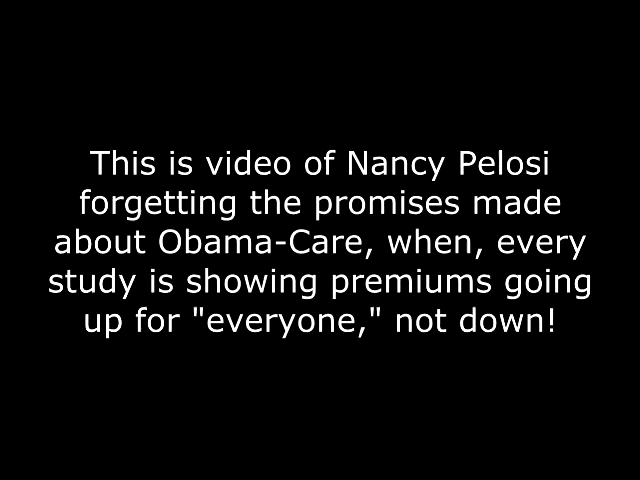 This is video of Nancy Pelosi
forgetting the promises made
about Obama-Care, when, every
study is showing premiums going
up for "everyone," not down!